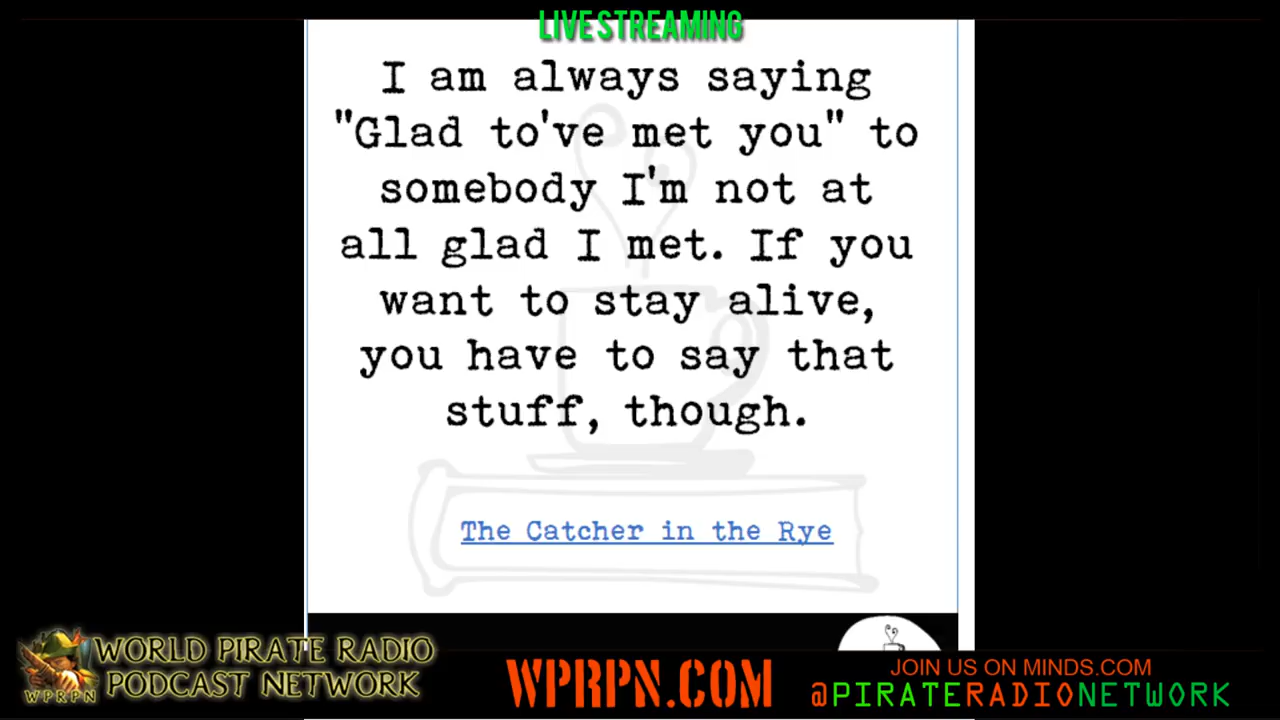 LIVE STREAMING
I am always saying
"Glad to've met you" to
somebody I'm not at
all glad I met. If you
want to stay alive,
you have to say that
stuff, though.
The Catcher in the Rye
WORLD PIRATE RADIO
PODCAST NETWORK
WPRPN
WPRPN.COM
JOIN US ON MINDS.COM
@PIRATERADIONETWORK